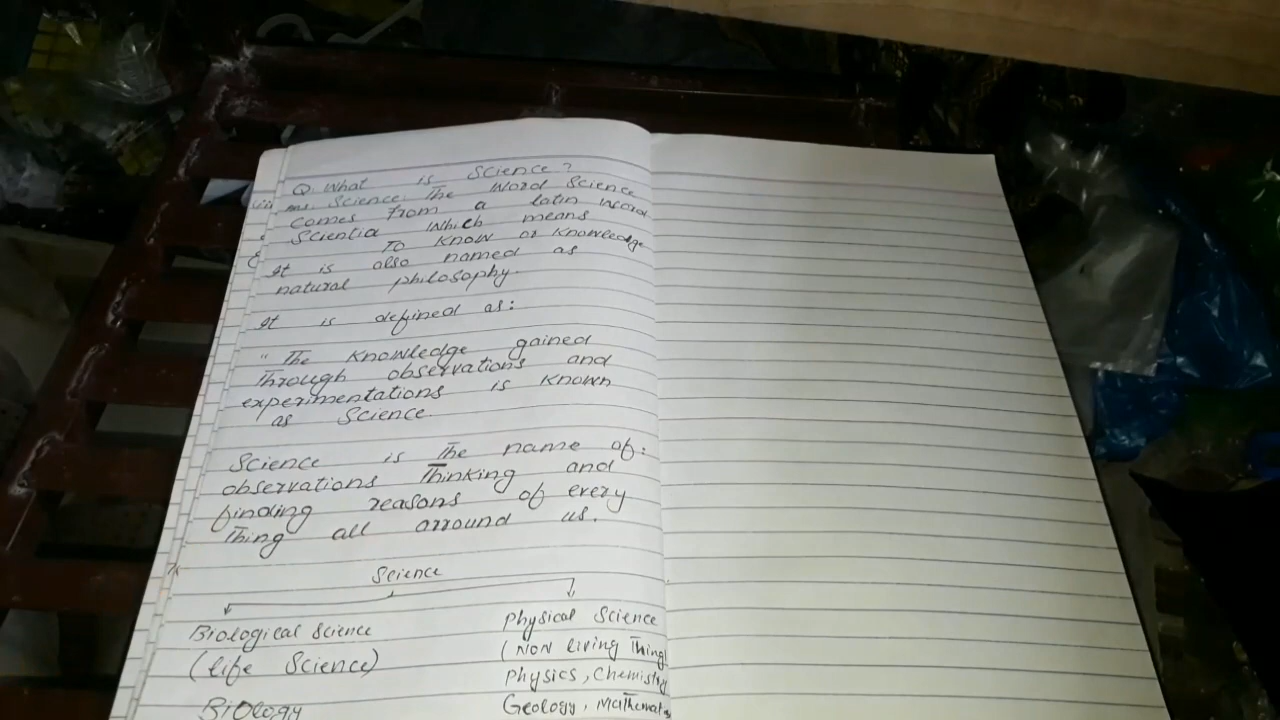 Q. What is Science?
Ans. Science The Word Science
comes from a latin word
Scientia Which means
To know or Knowledge
It is also named as
natural philosophy.
It is defined as:
"The Knowledge gained
Through observations and
experimentations is known
as Science
Science is The name of:
observations Thinking and
finding reasons of every
Thing all arround us.
Science
Biological Science Physical Science
(life Science) (NON living Thing
Physics, Chemistry
Biology Geology, Mathemat